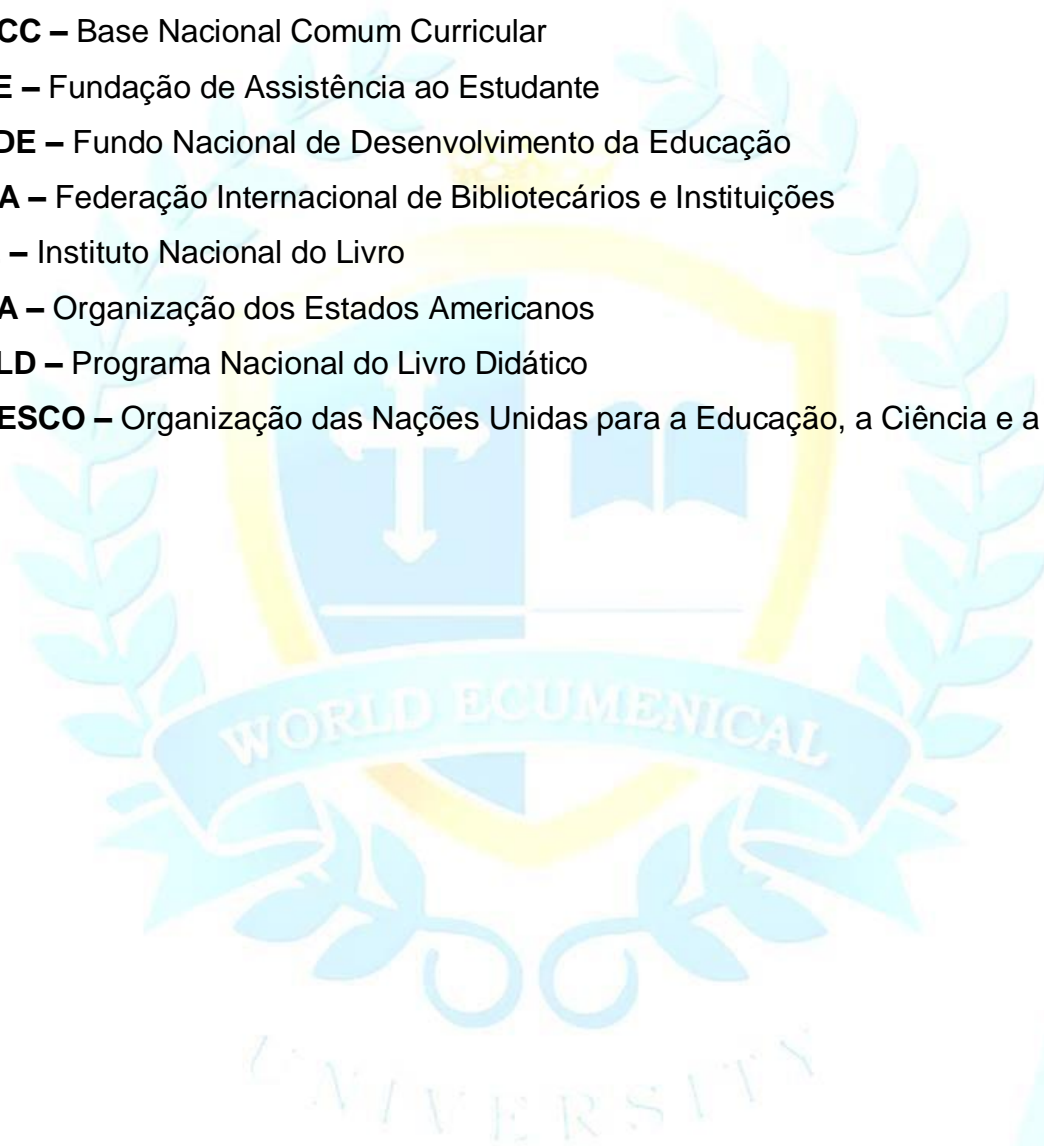 CC – Base Nacional Comum Curricular
E – Fundação de Assistência ao Estudante
DE – Fundo Nacional de Desenvolvimento da Educação
A – Federação Internacional de Bibliotecários e Instituições
– Instituto Nacional do Livro
A – Organização dos Estados Americanos
LD – Programa Nacional do Livro Didático
ESCO – Organização das Nações Unidas para a Educação, a Ciência e a
WORLD ECUMENICAL
UNIVERSITY